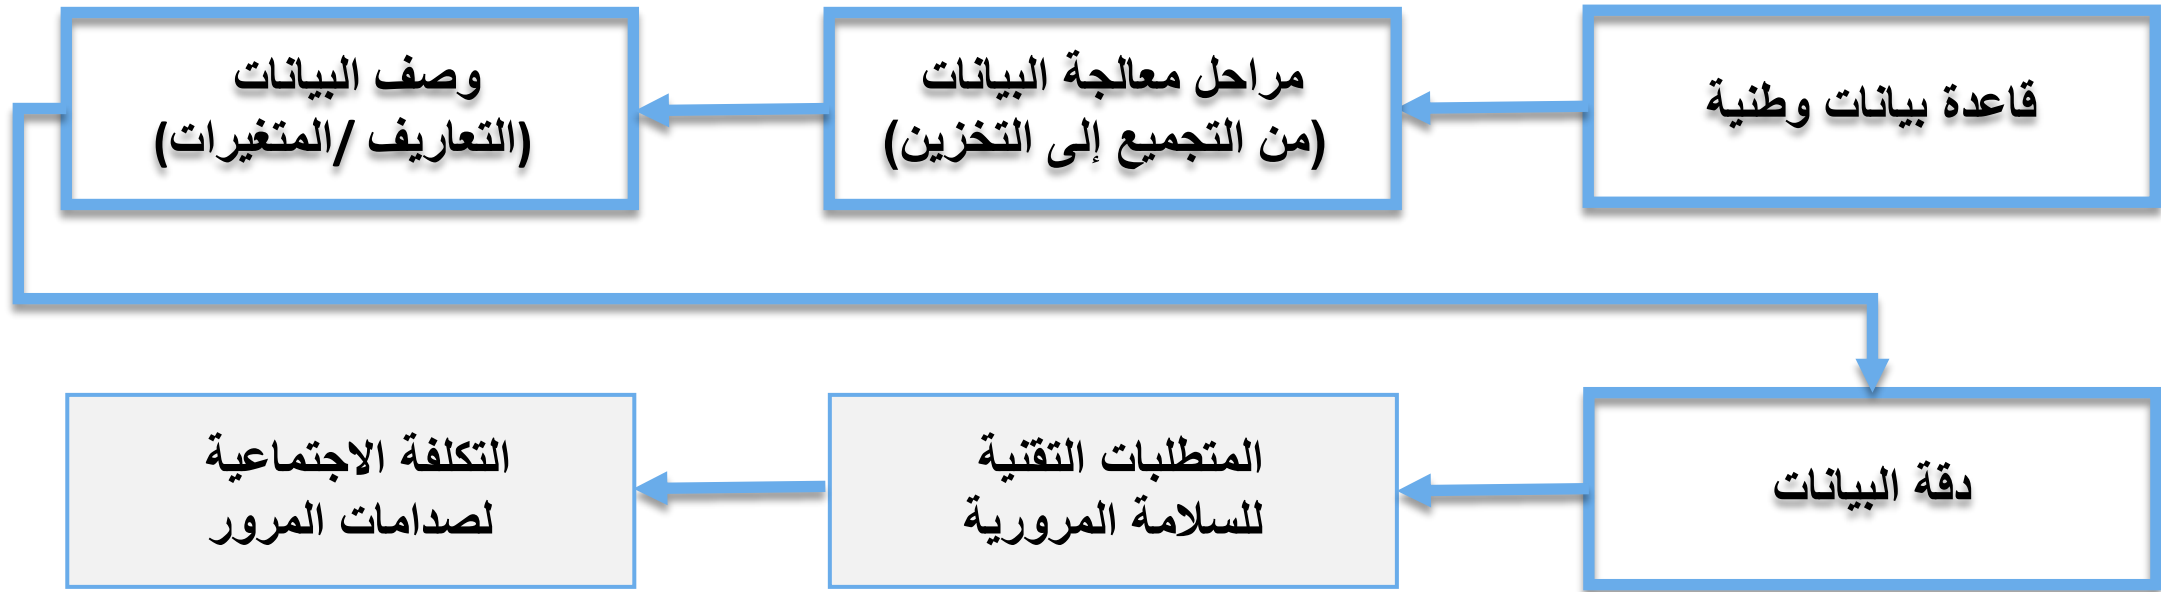 قاعدة بيانات وطنية
مراحل معالجة البيانات
(من التجميع إلى التخزين)
وصف البيانات
(التعاريف /المتغيرات)
دقة البيانات
المتطلبات التقنية
للسلامة المرورية
التكلفة الاجتماعية
لصدامات المرور